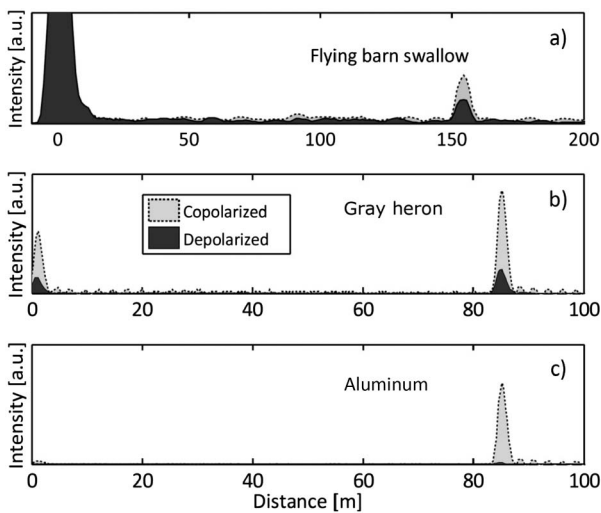 Intensity [a.u.]
a)
Flying barn swallow
0 50 100 150 200
Intensity [a.u.]
b)
Copolarized
Depolarized
Gray heron
0 20 40 60 80 100
Intensity [a.u.]
c)
Aluminum
0 20 40 60 80 100
Distance [m]